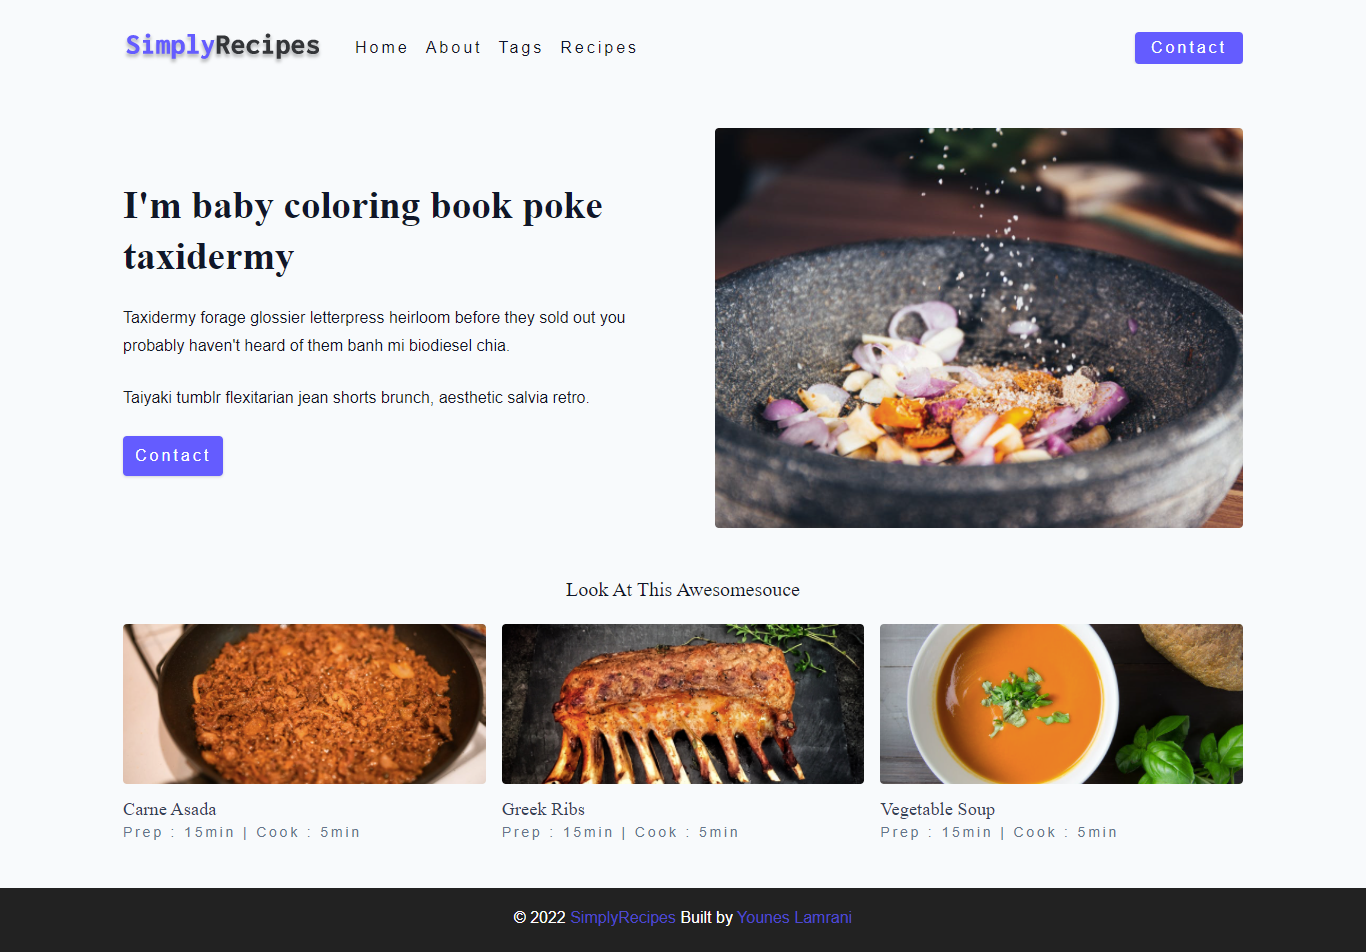 SimplyRecipes Home About Tags Recipes Contact
I'm baby coloring book poke
taxidermy
Taxidermy forage glossier letterpress heirloom before they sold out you
probably haven't heard of them banh mi biodiesel chia.
Taiyaki tumblr flexitarian jean shorts brunch, aesthetic salvia retro.
Contact
Look At This Awesomesouce
Carne Asada
Prep : 15min | Cook : 5min
Greek Ribs
Prep : 15min | Cook : 5min
Vegetable Soup
Prep : 15min | Cook : 5min
© 2022 SimplyRecipes Built by Younes Lamrani